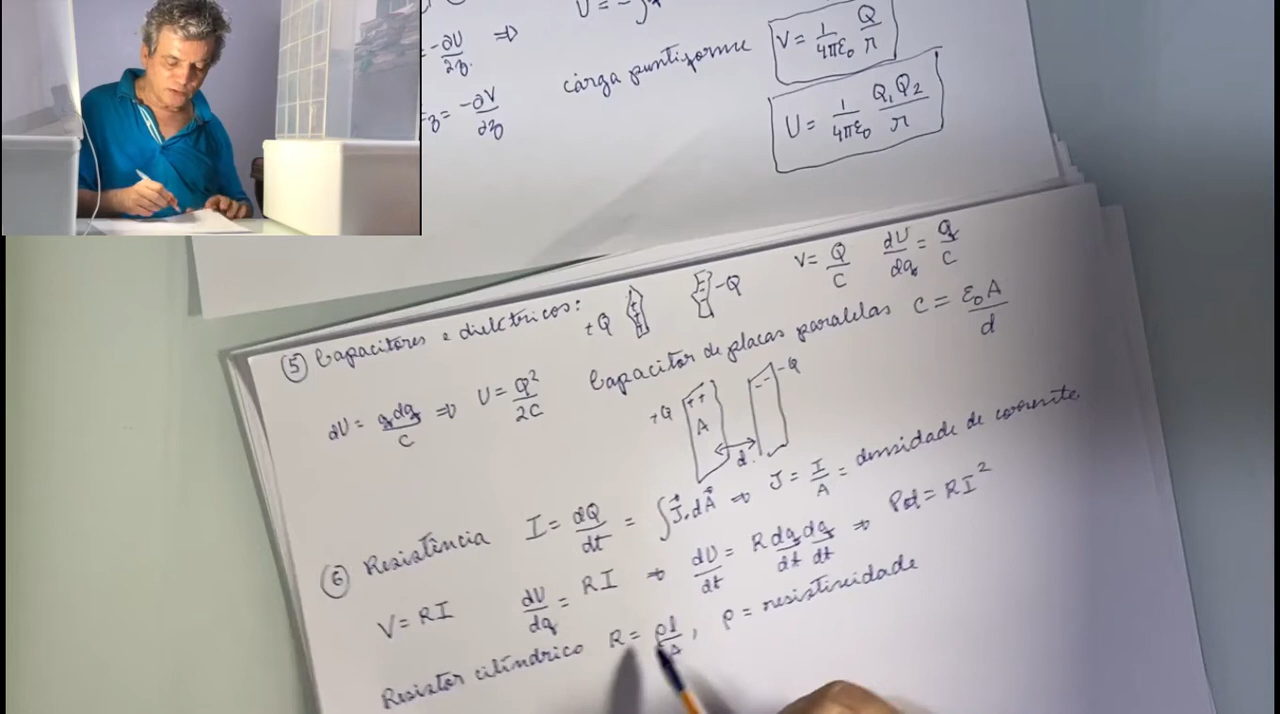 = -∂U/∂z ⇒
V = -∫
z = -∂V/∂z
carga puntiforme V = 1/4πε₀ Q/r
U = 1/4πε₀ Q₁Q₂/r
⑤ Capacitores e dielétricos: +Q + + + - - - -Q V = Q/C dU/dq = q/C
dU = q dq/C ⇒ U = Q²/2C Capacitor de placas paralelas C = ε₀A/d
+Q ++ A d -- -Q
⑥ Resistência I = dQ/dt = ∫J⃗.dA⃗ ⇒ J = I/A = densidade de corrente
V = RI dU/dq = RI ⇒ dU/dt = R dq/dt dq/dt ⇒ Pot = RI²
Resistor cilíndrico R = ρl/A, ρ = resistividade